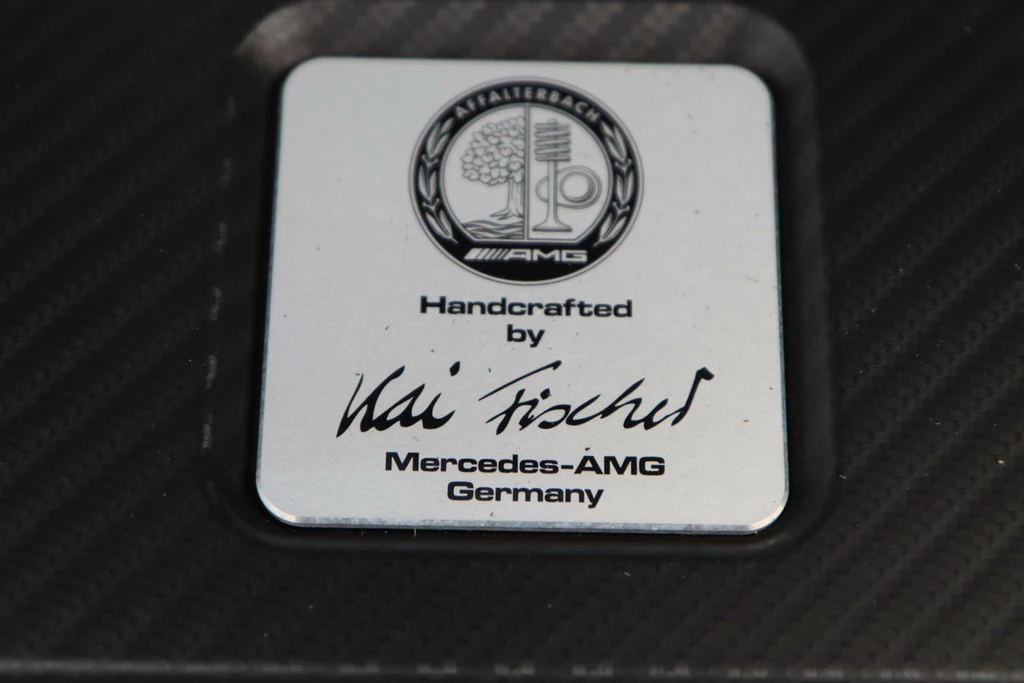 AFFALTERBACH
AMG
Handcrafted
by
Kai Fischer
Mercedes-AMG
Germany